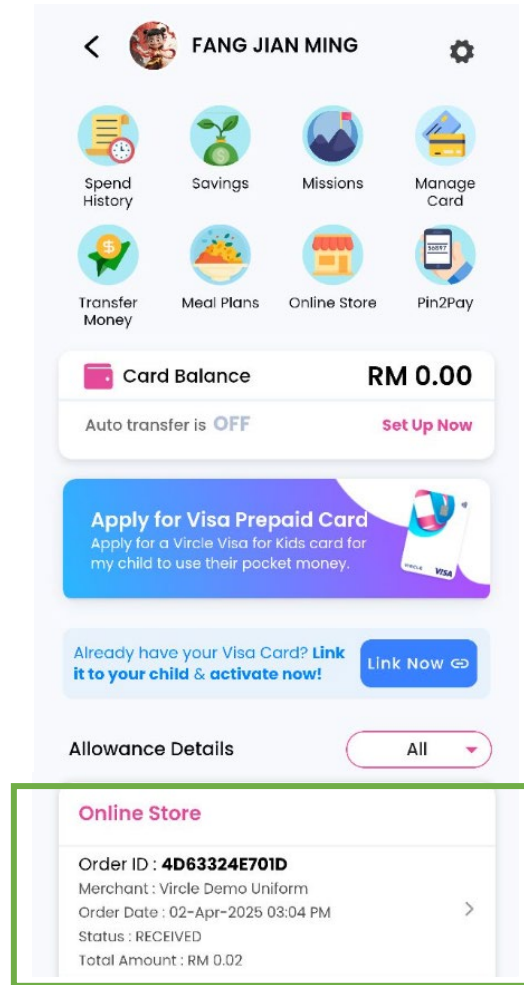 FANG JIAN MING
Spend
History
Savings
Missions
Manage
Card
Transfer
Money
Meal Plans
Online Store
56897
Pin2Pay
Card Balance
RM 0.00
Auto transfer is OFF
Set Up Now
Apply for Visa Prepaid Card
Apply for a Vircle Visa for Kids card for
my child to use their pocket money.
VIRCLE
VISA
Already have your Visa Card? Link
it to your child & activate now!
Link Now
Allowance Details
All
Online Store
Order ID : 4D63324E701D
Merchant : Vircle Demo Uniform
Order Date : 02-Apr-2025 03:04 PM
Status : RECEIVED
Total Amount : RM 0.02